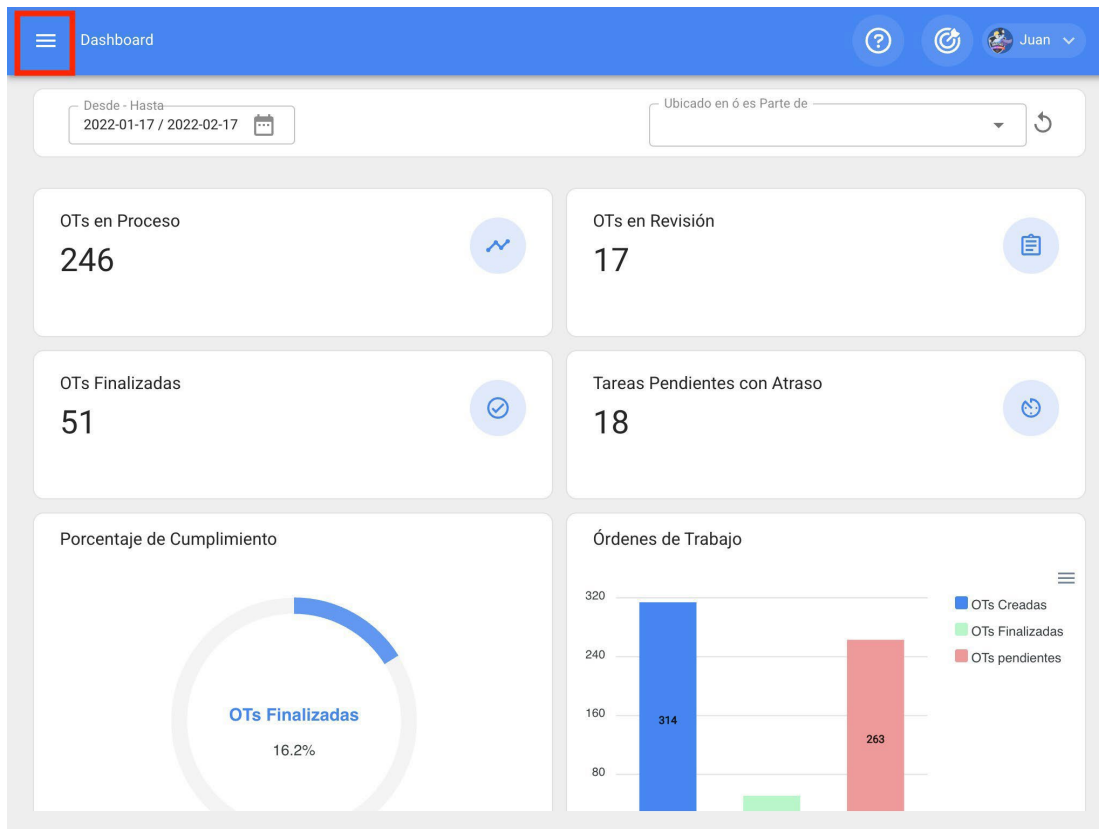 Dashboard
Juan
Desde - Hasta
2022-01-17 / 2022-02-17
Ubicado en ó es Parte de
OTs en Proceso
246
OTs en Revisión
17
OTs Finalizadas
51
Tareas Pendientes con Atraso
18
Porcentaje de Cumplimiento
OTs Finalizadas
16.2%
Órdenes de Trabajo
320
240
160
80
314
263
OTs Creadas
OTs Finalizadas
OTs pendientes